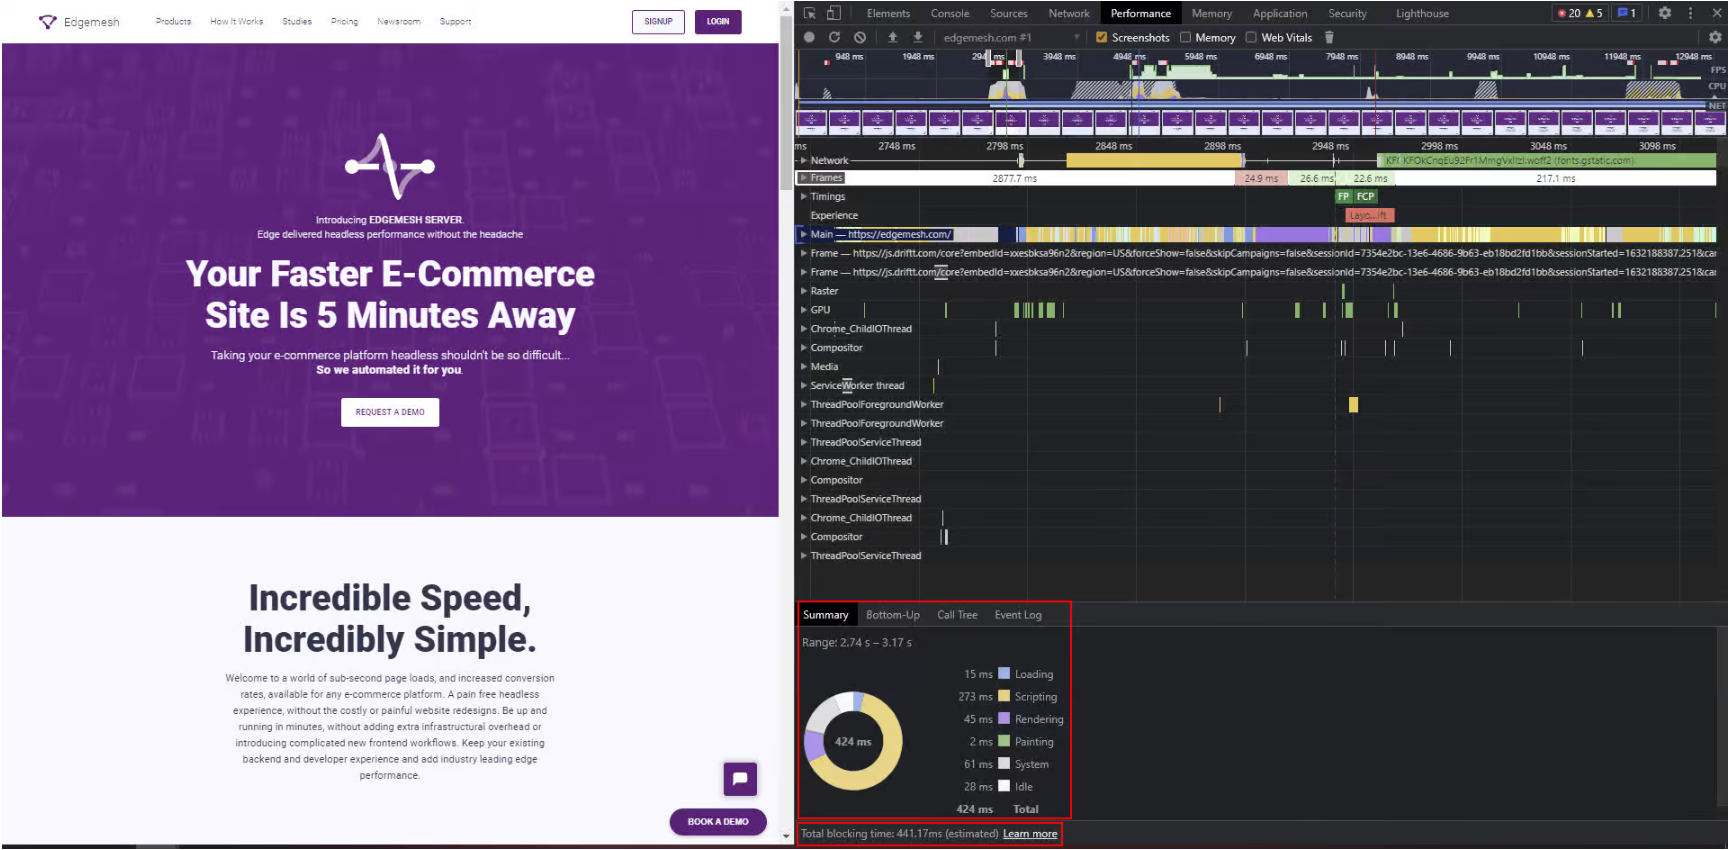 Edgemesh
Products How It Works Studies Pricing Newsroom Support
SIGNUP LOGIN
Introducing EDGEMESH SERVER.
Edge delivered headless performance without the headache
Your Faster E-Commerce
Site Is 5 Minutes Away
Taking your e-commerce platform headless shouldn't be so difficult...
So we automated it for you.
REQUEST A DEMO
Incredible Speed,
Incredibly Simple.
Welcome to a world of sub-second page loads, and increased conversion
rates, available for any e-commerce platform. A pain free headless
experience, without the costly or painful website redesigns. Be up and
running in minutes, without adding extra infrastructural overhead or
introducing complicated new frontend workflows. Keep your existing
backend and developer experience and add industry leading edge
performance.
BOOK A DEMO
Elements Console Sources Network Performance Memory Application Security Lighthouse 20 5 1
edgemesh.com #1 Screenshots Memory Web Vitals
948 ms 1948 ms 294 ms 3948 ms 4948 ms 5948 ms 6948 ms 7948 ms 8948 ms 9948 ms 10948 ms 11948 ms 12948 ms
FPS
CPU
NET
ms 2748 ms 2798 ms 2848 ms 2898 ms 2948 ms 2998 ms 3048 ms 3098 ms
Network KF( KFOkCnqEu92Fr1MmgVxIIzI.woff2 (fonts.gstatic.com)
Frames 2877.7 ms 24.9 ms 26.6 ms 22.6 ms 217.1 ms
Timings FP FCP
Experience Layo...ift
Main — https://edgemesh.com/
Frame — https://js.driftt.com/core?embedId=xxesbksa96n2&region=US&forceShow=false&skipCampaigns=false&sessionId=7354e2bc-13e6-4686-9b63-eb18bd2fd1bb&sessionStarted=1632188387.251&car
Frame — https://js.driftt.com/core?embedId=xxesbksa96n2&region=US&forceShow=false&skipCampaigns=false&sessionId=7354e2bc-13e6-4686-9b63-eb18bd2fd1bb&sessionStarted=1632188387.251&car
Raster
GPU
Chrome_ChildIOThread
Compositor
Media
ServiceWorker thread
ThreadPoolForegroundWorker
ThreadPoolForegroundWorker
ThreadPoolServiceThread
Chrome_ChildIOThread
Compositor
ThreadPoolServiceThread
Chrome_ChildIOThread
Compositor
ThreadPoolServiceThread
Summary Bottom-Up Call Tree Event Log
Range: 2.74 s – 3.17 s
424 ms
15 ms Loading
273 ms Scripting
45 ms Rendering
2 ms Painting
61 ms System
28 ms Idle
424 ms Total
Total blocking time: 441.17ms (estimated) Learn more